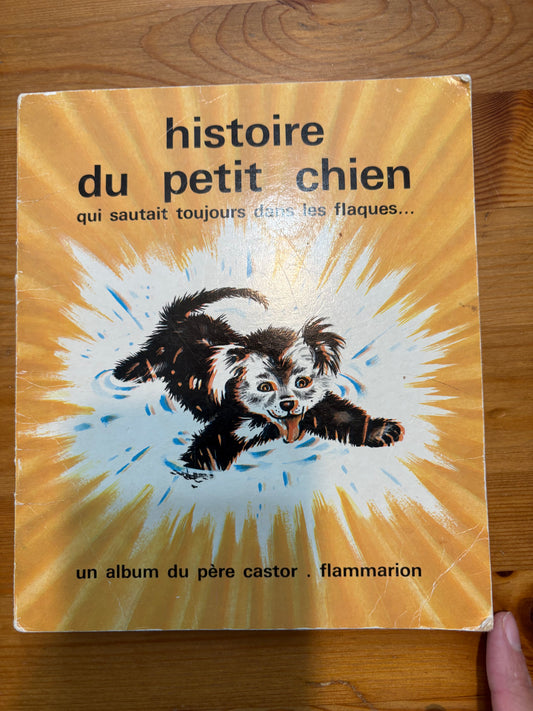 histoire
du petit chien
qui sautait toujours dans les flaques...
un album du père castor . flammarion